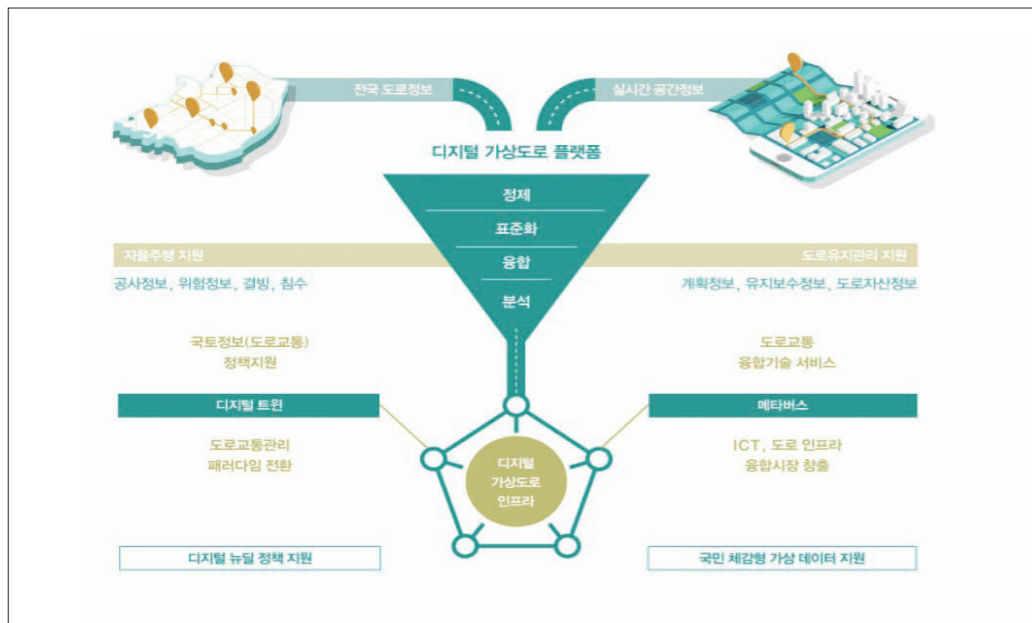 전국 도로정보
실시간 공간정보
디지털 가상도로 플랫폼
정제
표준화
융합
분석
자율주행 지원
공사정보, 위험정보, 결빙, 침수
도로유지관리 지원
계획정보, 유지보수정보, 도로자산정보
국토정보(도로교통)
정책지원
도로교통
융합기술 서비스
디지털 트윈
메타버스
도로교통관리
패러다임 전환
디지털
가상도로
인프라
ICT, 도로 인프라
융합시장 창출
디지털 뉴딜 정책 지원
국민 체감형 가상 데이터 지원